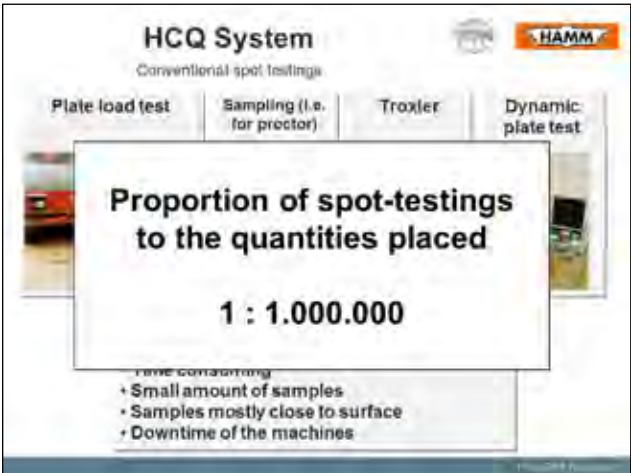 HCQ System
HAMM
Conventional spot testings
Plate load test
Sampling (i.e.
for proctor)
Troxler
Dynamic
plate test
Proportion of spot-testings
to the quantities placed
1 : 1.000.000
• Time consuming
• Small amount of samples
• Samples mostly close to surface
• Downtime of the machines